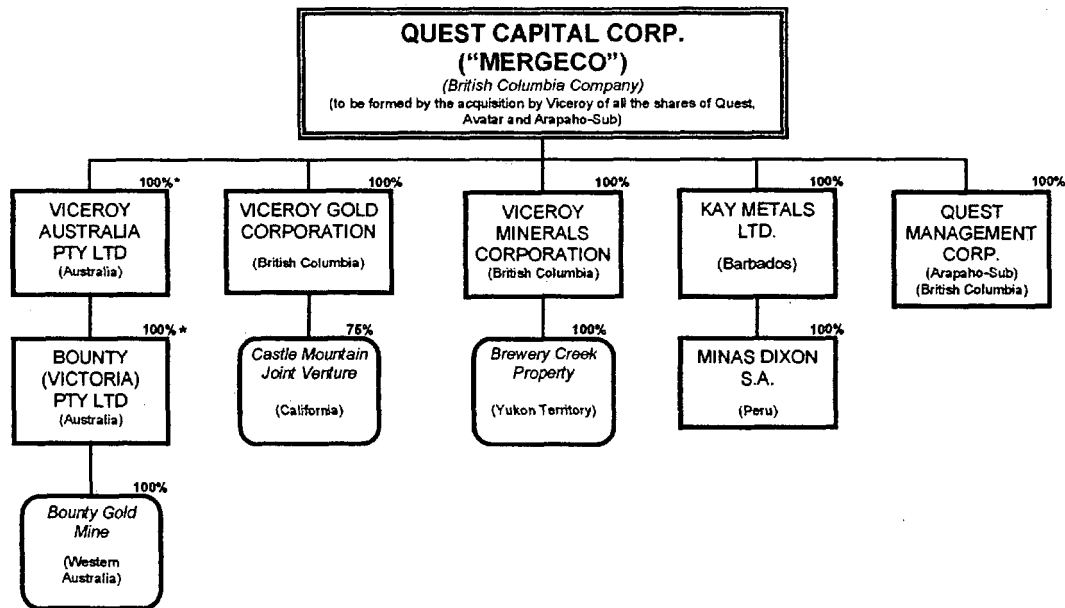 QUEST CAPITAL CORP.
("MERGECO")
(British Columbia Company)
(to be formed by the acquisition by Viceroy of all the shares of Quest,
Avatar and Arapaho-Sub)
100%*
VICEROY
AUSTRALIA
PTY LTD
(Australia)
100%
VICEROY GOLD
CORPORATION
(British Columbia)
100%
VICEROY
MINERALS
CORPORATION
(British Columbia)
100%
KAY METALS
LTD.
(Barbados)
100%
QUEST
MANAGEMENT
CORP.
(Arapaho-Sub)
(British Columbia)
100%*
BOUNTY
(VICTORIA)
PTY LTD
(Australia)
75%
Castle Mountain
Joint Venture
(California)
100%
Brewery Creek
Property
(Yukon Territory)
100%
MINAS DIXON
S.A.
(Peru)
100%
Bounty Gold
Mine
(Western
Australia)